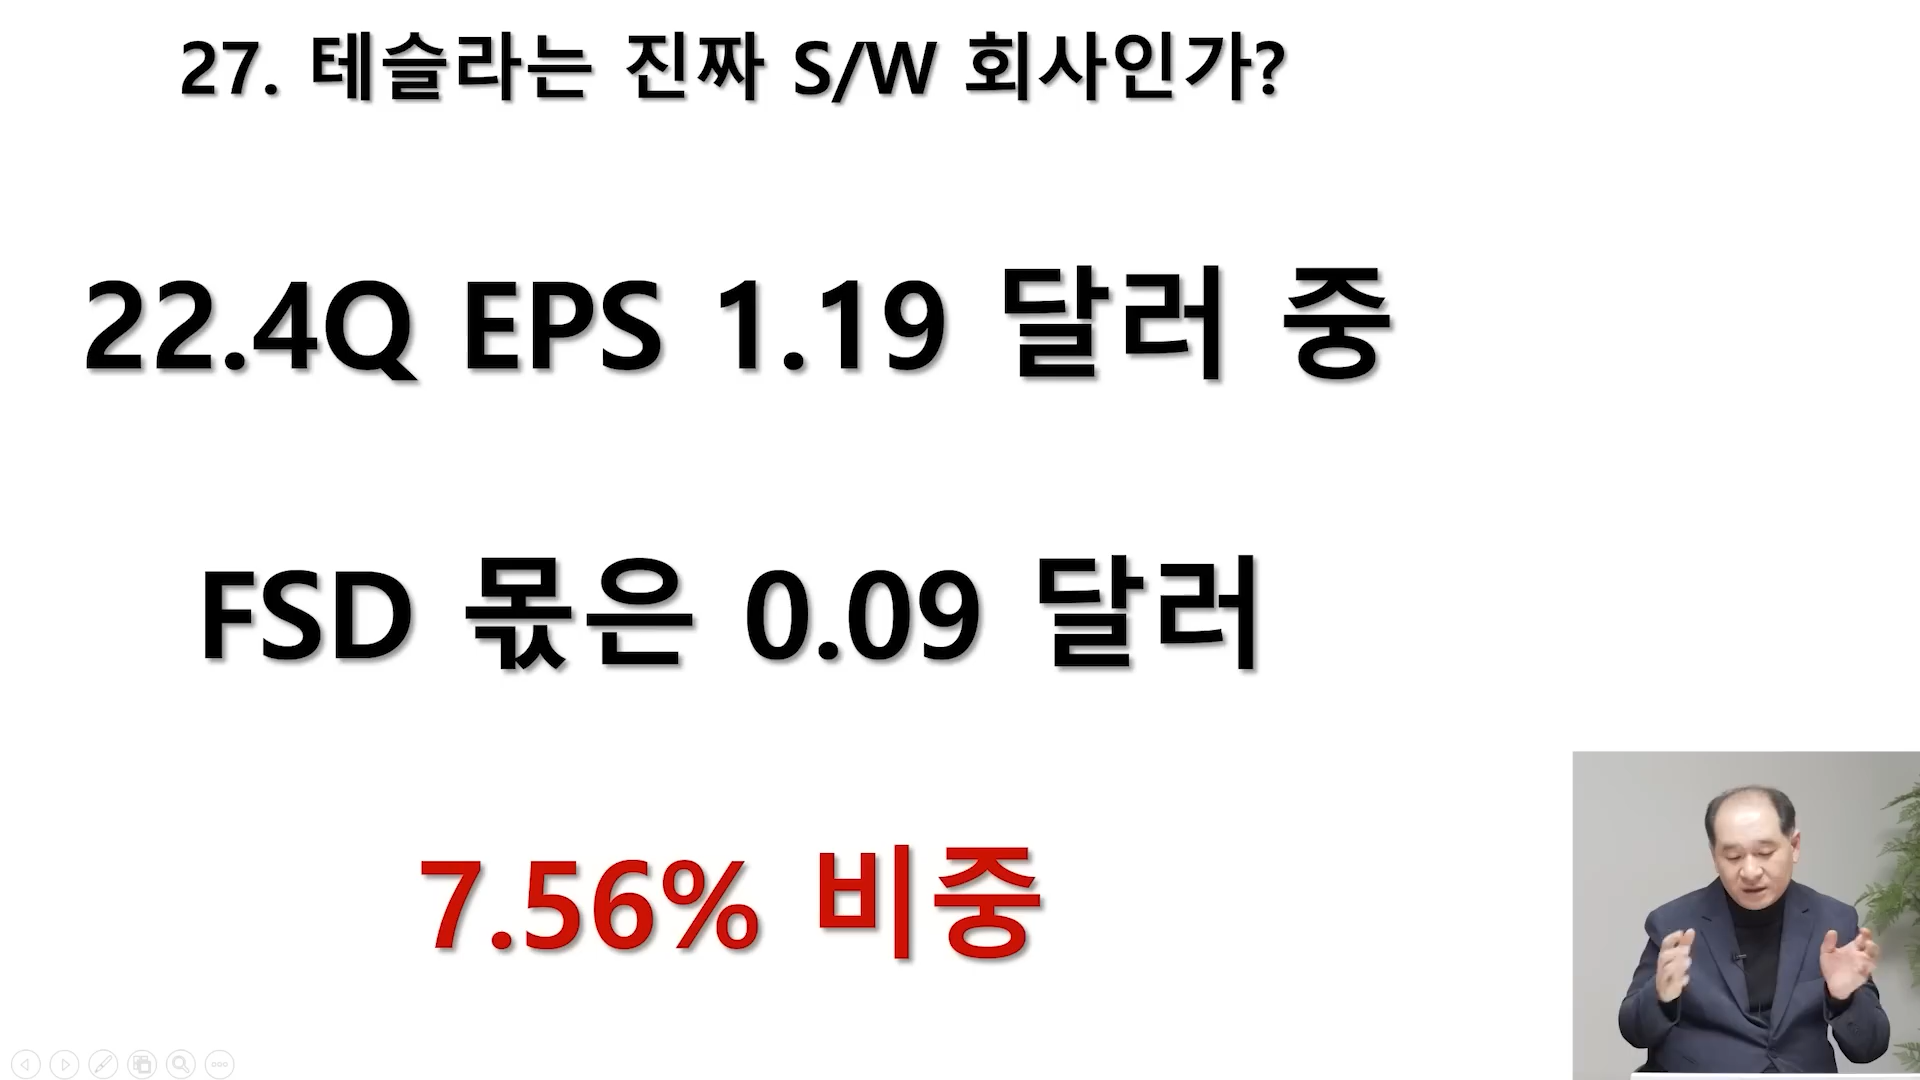 27. 테슬라는 진짜 S/W 회사인가?
22.4Q EPS 1.19 달러 중
FSD 몫은 0.09 달러
7.56% 비중